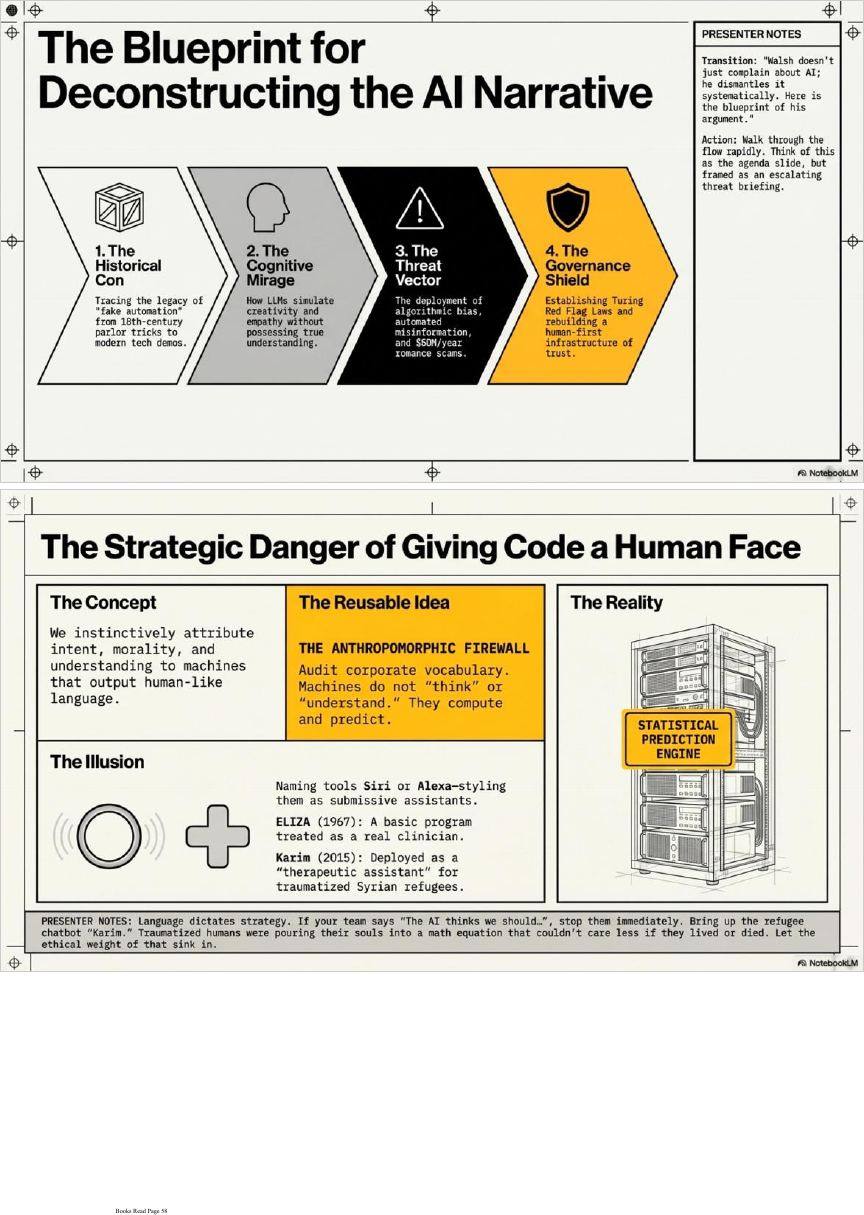 The Blueprint for
Deconstructing the AI Narrative
1. The
Historical
Con
Tracing the legacy of
"fake automation"
from 18th-century
parlor tricks to
modern tech demos.
2. The
Cognitive
Mirage
How LLMs simulate
creativity and
empathy without
possessing true
understanding.
3. The
Threat
Vector
The deployment of
algorithmic bias,
automated
misinformation,
and $50M/year
romance scams.
4. The
Governance
Shield
Establishing Turing
Red Flag Laws and
rebuilding a
human-first
infrastructure of
trust.
PRESENTER NOTES
Transition: "Walsh doesn't
just complain about AI;
he dismantles it
systematically. Here is
the blueprint of his
argument."
Action: Walk through the
flow rapidly. Think of this
as the agenda slide, but
framed as an escalating
threat briefing.
NotebookLM
The Strategic Danger of Giving Code a Human Face
The Concept
We instinctively attribute
intent, morality, and
understanding to machines
that output human-like
language.
The Reusable Idea
THE ANTHROPOMORPHIC FIREWALL
Audit corporate vocabulary.
Machines do not “think” or
“understand.” They compute
and predict.
The Illusion
Naming tools Siri or Alexa—styling
them as submissive assistants.
ELIZA (1967): A basic program
treated as a real clinician.
Karim (2015): Deployed as a
“therapeutic assistant” for
traumatized Syrian refugees.
The Reality
STATISTICAL
PREDICTION
ENGINE
PRESENTER NOTES: Language dictates strategy. If your team says “The AI thinks we should…”, stop them immediately. Bring up the refugee
chatbot “Karim.” Traumatized humans were pouring their souls into a math equation that couldn’t care less if they lived or died. Let the
ethical weight of that sink in.
NotebookLM
Books Read Page 58